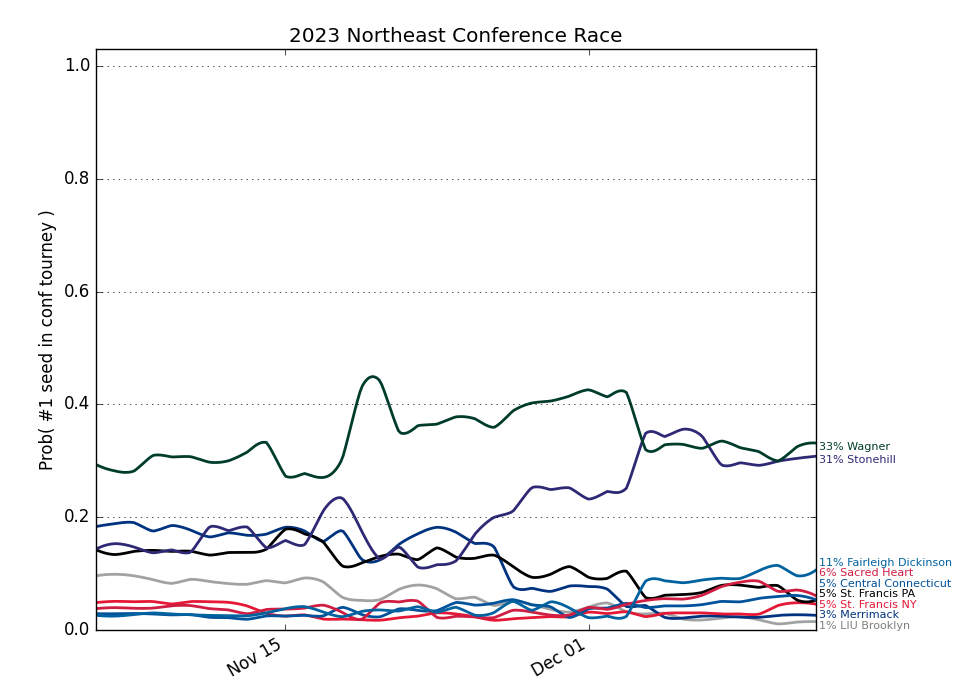 2023 Northeast Conference Race
Prob( #1 seed in conf tourney )
1.0
0.8
0.6
0.4
0.2
0.0
Nov 15
Dec 01
33% Wagner
31% Stonehill
11% Fairleigh Dickinson
6% Sacred Heart
5% Central Connecticut
5% St. Francis PA
5% St. Francis NY
3% Merrimack
1% LIU Brooklyn